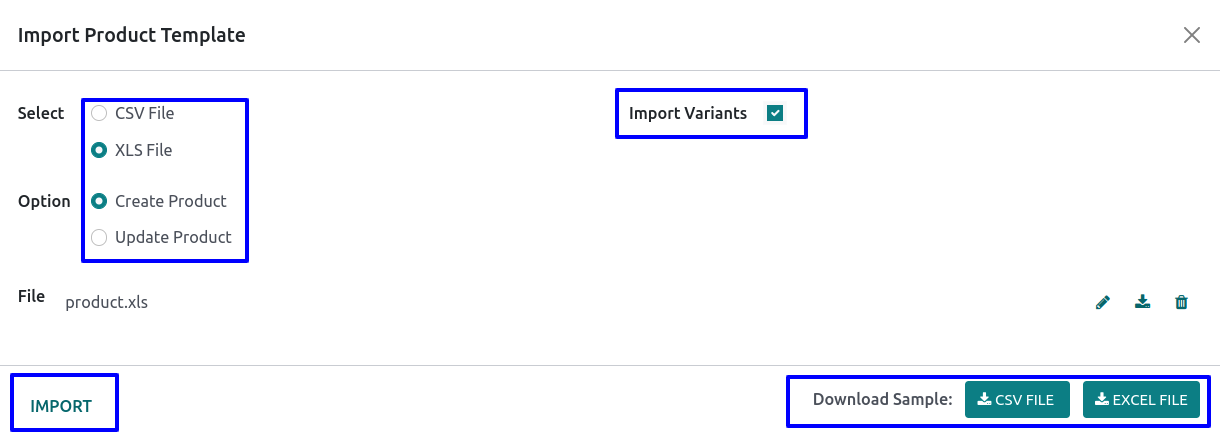 Import Product Template
Select
CSV File
Import Variants
XLS File
Option
Create Product
Update Product
File
product.xls
IMPORT
Download Sample:
CSV FILE
EXCEL FILE